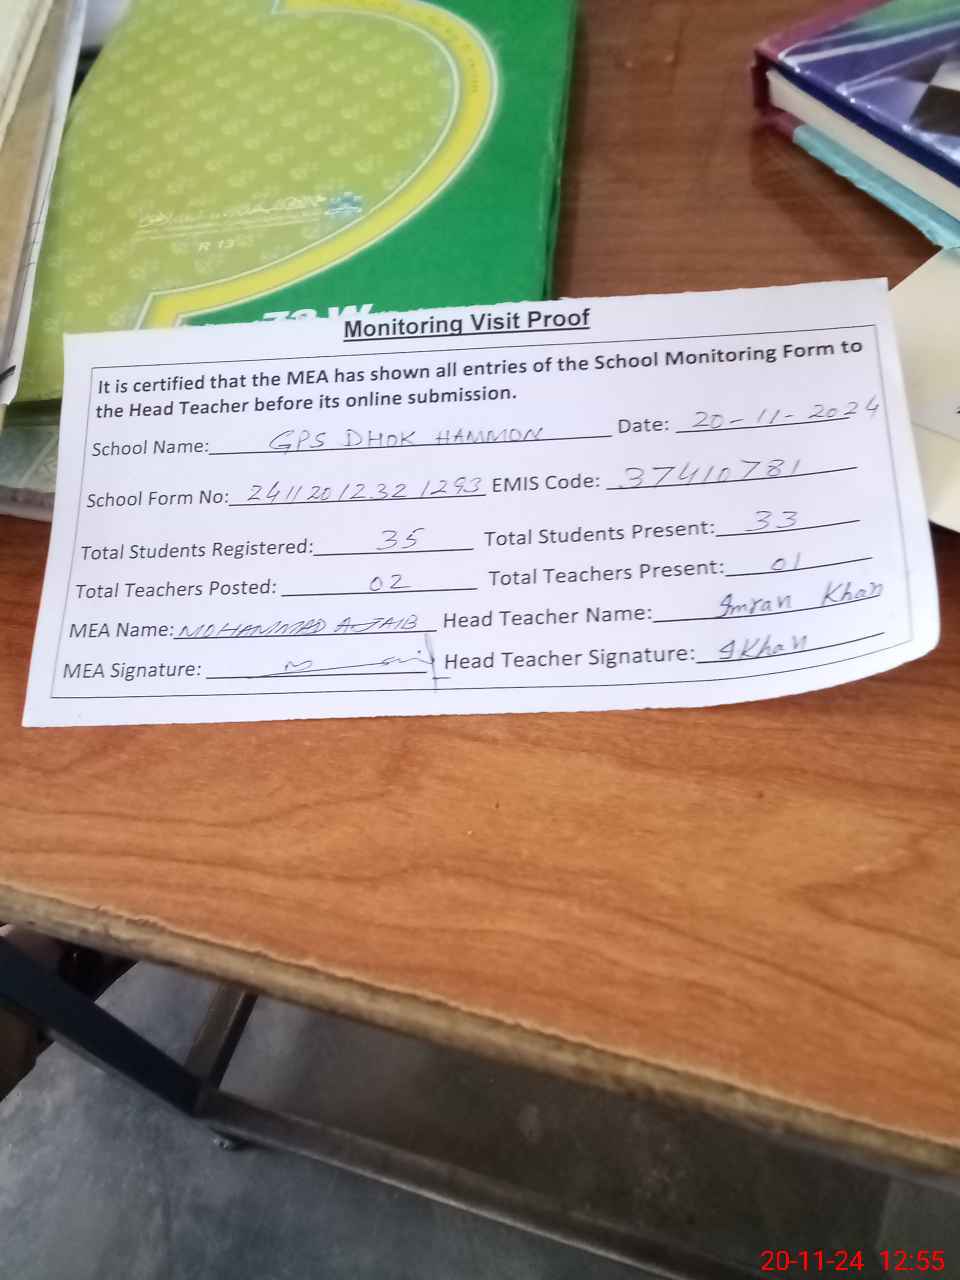 R 13
Monitoring Visit Proof
It is certified that the MEA has shown all entries of the School Monitoring Form to
the Head Teacher before its online submission.
School Name: GPS DHOK HAMMON Date: 20-11-2024
School Form No: 2411201232 1293 EMIS Code: 37410781
Total Students Registered: 35 Total Students Present: 33
Total Teachers Posted: 02 Total Teachers Present: 01
MEA Name: MOHAMMAD AJAIB Head Teacher Name: Imran Khan
MEA Signature: Head Teacher Signature: IKhan
20-11-24 12:55